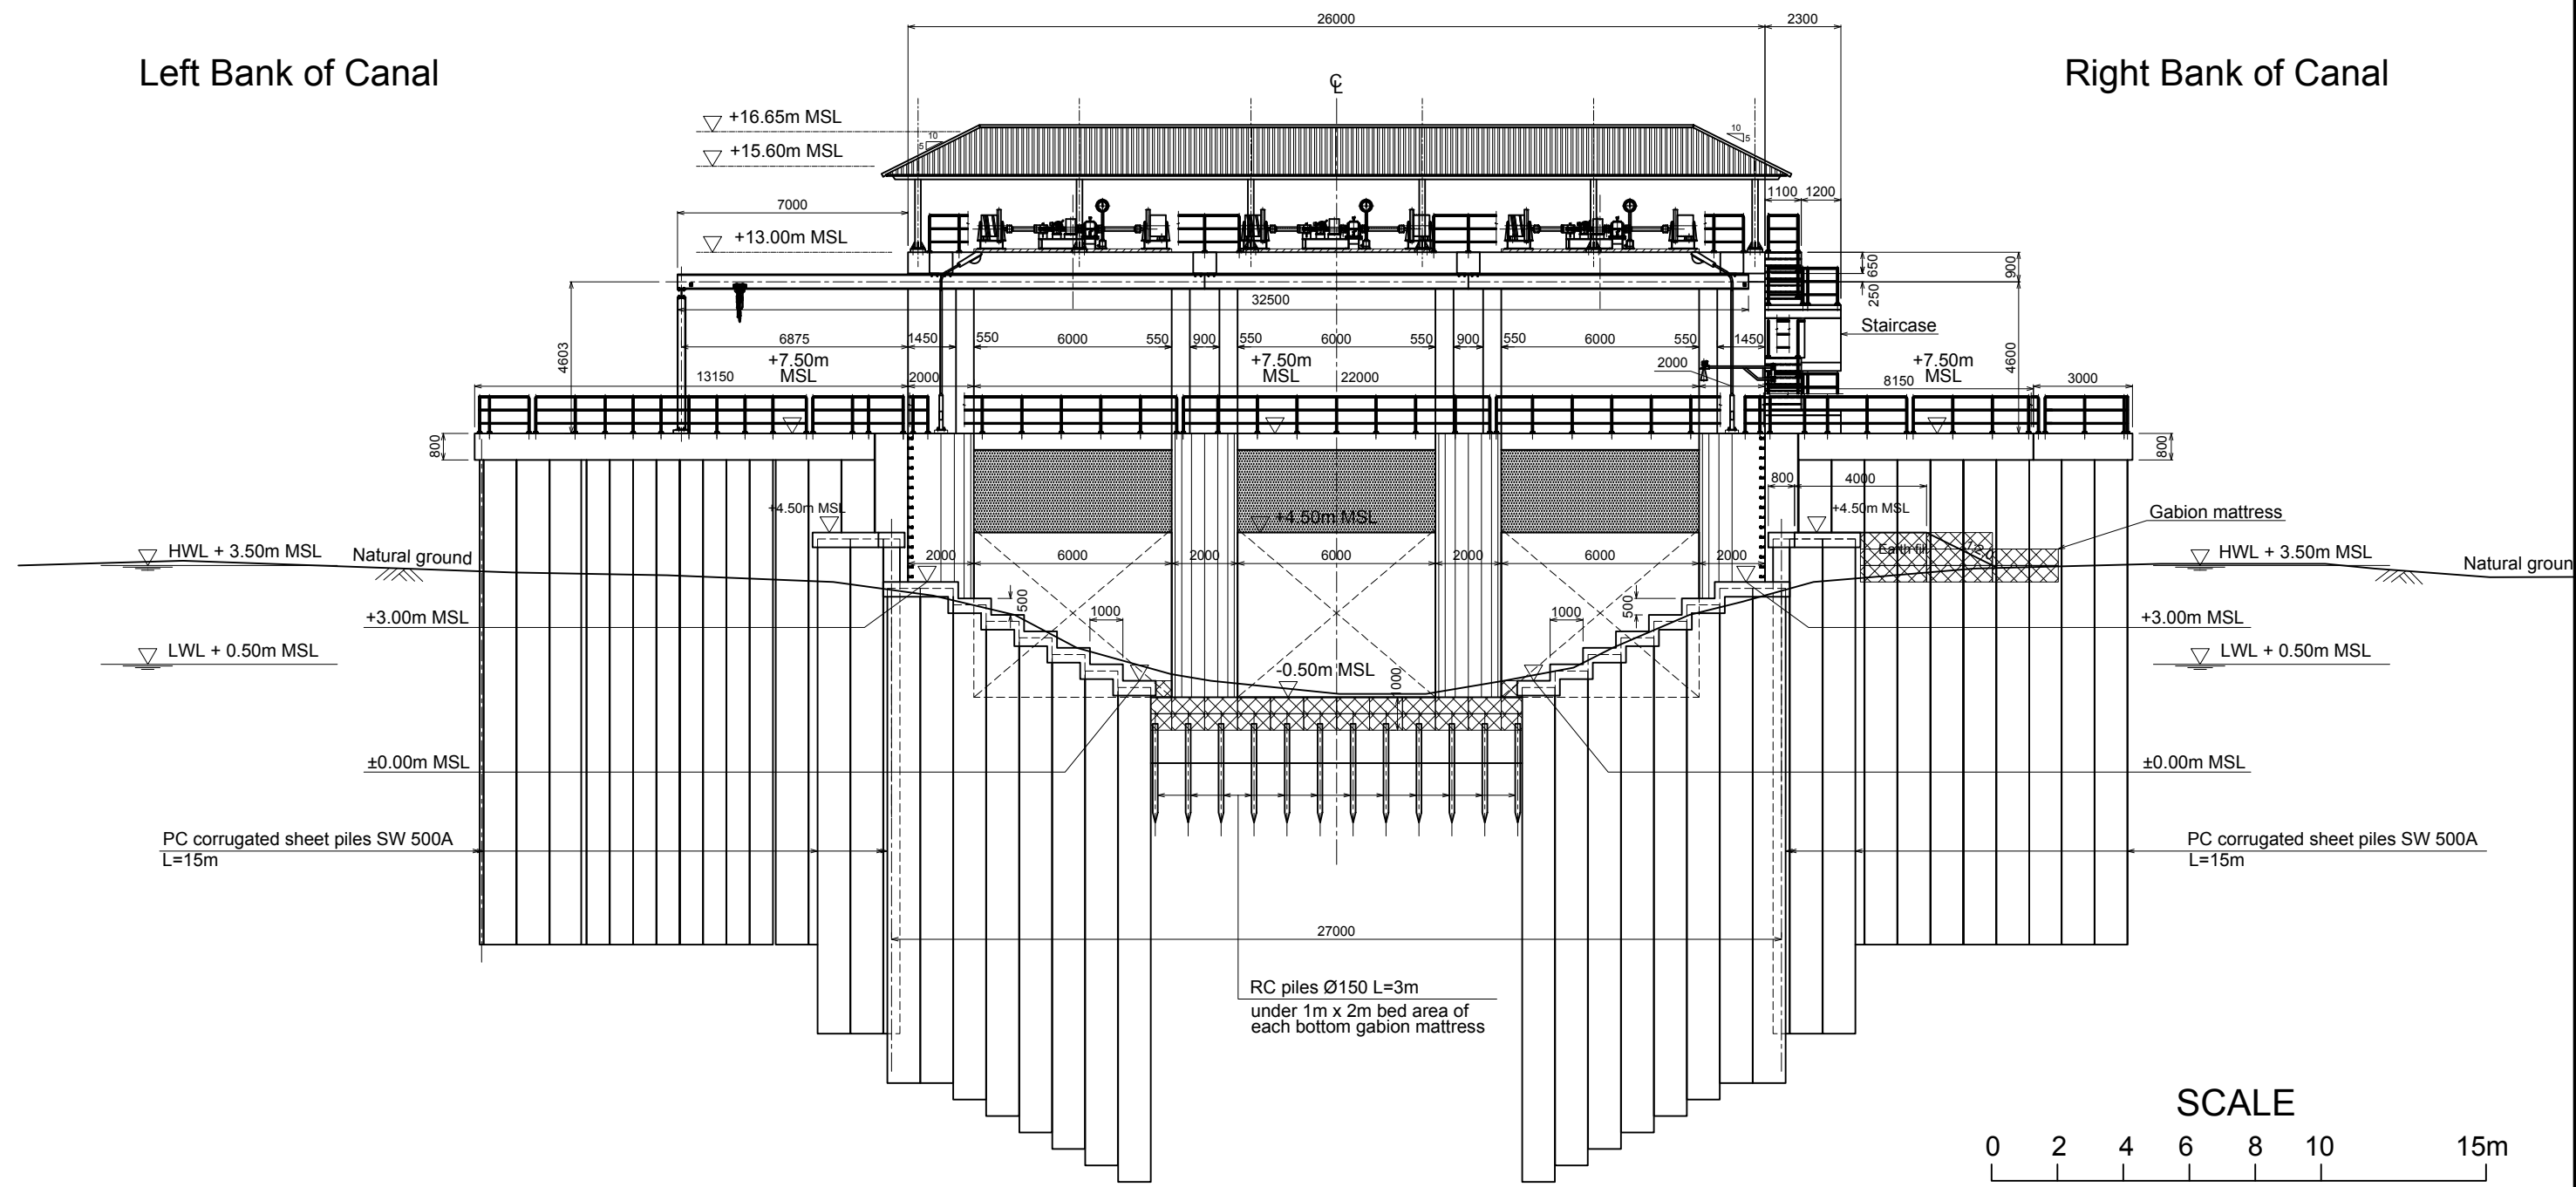 26000
2300
Left Bank of Canal
Right Bank of Canal
℄
+16.65m MSL
+15.60m MSL
10
5
10
5
7000
1100
1200
+13.00m MSL
650
900
250
32500
Staircase
4603
6875
1450
550
6000
550
900
550
6000
550
900
550
6000
550
1450
4600
+7.50m
MSL
+7.50m
MSL
+7.50m
MSL
2000
13150
2000
22000
8150
3000
800
800
800
4000
+4.50m MSL
+4.50m MSL
+4.50m MSL
Gabion mattress
HWL + 3.50m MSL
Natural ground
2000
6000
2000
6000
2000
6000
2000
Earth fill
HWL + 3.50m MSL
Natural groun
500
1000
1000
500
+3.00m MSL
+3.00m MSL
LWL + 0.50m MSL
-0.50m MSL
1000
LWL + 0.50m MSL
±0.00m MSL
±0.00m MSL
PC corrugated sheet piles SW 500A
L=15m
PC corrugated sheet piles SW 500A
L=15m
27000
RC piles Ø150 L=3m
under 1m x 2m bed area of
each bottom gabion mattress
SCALE
0 2 4 6 8 10 15m